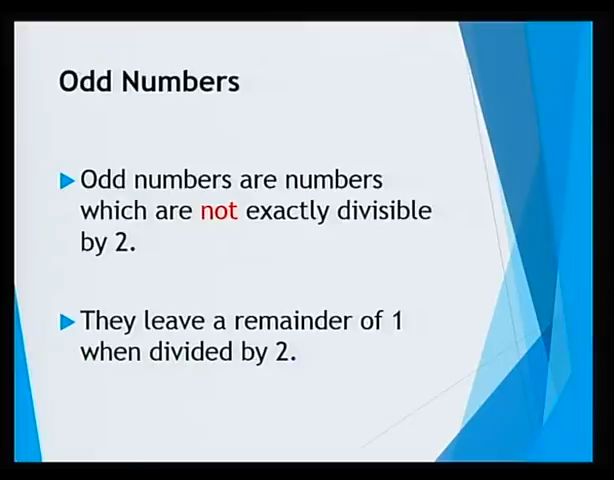 Odd Numbers
Odd numbers are numbers
which are not exactly divisible
by 2.
They leave a remainder of 1
when divided by 2.